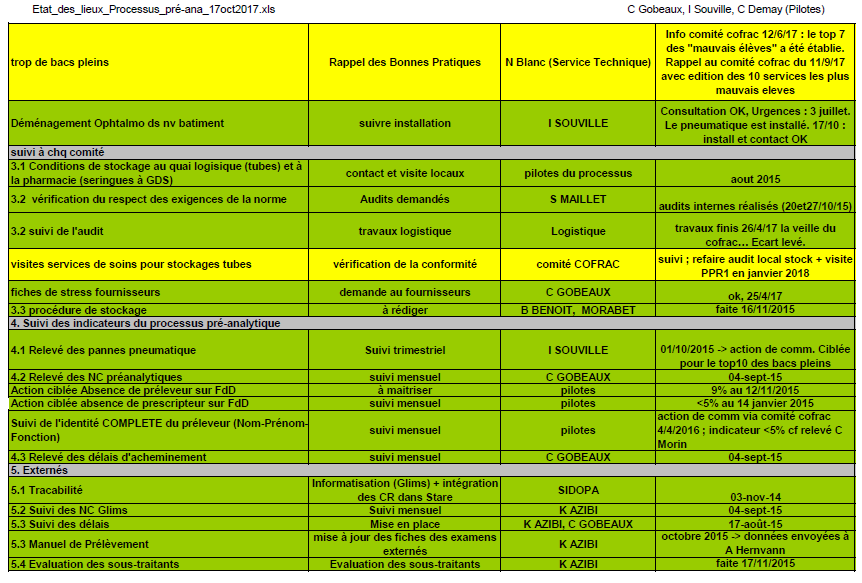 Etat_des_lieux_Processus_pré-ana_17oct2017.xls C Gobeaux, I Souville, C Demay (Pilotes)
trop de bacs pleins Rappel des Bonnes Pratiques N Blanc (Service Technique) Info comité cofrac 12/6/17 : le top 7
des "mauvais élèves" a été établie.
Rappel au comité cofrac du 11/9/17
avec edition des 10 services les plus
mauvais eleves
Déménagement Ophtalmo ds nv batiment suivre installation I SOUVILLE Consultation OK, Urgences : 3 juillet.
Le pneumatique est installé. 17/10 :
install et contact OK
suivi à chq comité
3.1 Conditions de stockage au quai logisique (tubes) et à
la pharmacie (seringues à GDS) contact et visite locaux pilotes du processus aout 2015
3.2 vérification du respect des exigences de la norme Audits demandés S MAILLET audits internes réalisés (20et27/10/15)
3.2 suivi de l'audit travaux logistique Logistique travaux finis 26/4/17 la veille du
cofrac... Ecart levé.
visites services de soins pour stockages tubes vérification de la conformité comité COFRAC suivi ; refaire audit local stock + visite
PPR1 en janvier 2018
fiches de stress fournisseurs demande au fournisseurs C GOBEAUX ok, 25/4/17
3.3 procédure de stockage à rédiger B BENOIT, MORABET faite 16/11/2015
4. Suivi des indicateurs du processus pré-analytique
4.1 Relevé des pannes pneumatique Suivi trimestriel I SOUVILLE 01/10/2015 -> action de comm. Ciblée
pour le top10 des bacs pleins
4.2 Relevé des NC préanalytiques suivi mensuel C GOBEAUX 04-sept-15
Action ciblée Absence de préleveur sur FdD à maitriser pilotes 9% au 12/11/2015
Action ciblée absence de prescripteur sur FdD suivi mensuel pilotes <5% au 14 janvier 2015
Suivi de l'identité COMPLETE du préleveur (Nom-Prénom-
Fonction) suivi mensuel pilotes action de comm via comité cofrac
4/4/2016 ; indicateur <5% cf relevé C
Morin
4.3 Relevé des délais d'acheminement suivi mensuel C GOBEAUX 04-sept-15
5. Externés
5.1 Tracabilité Informatisation (Glims) + intégration
des CR dans Stare SIDOPA 03-nov-14
5.2 Suivi des NC Glims Suivi mensuel K AZIBI 04-sept-15
5.3 Suivi des délais Mise en place K AZIBI, C GOBEAUX 17-août-15
5.3 Manuel de Prélèvement mise à jour des fiches des examens
externés K AZIBI octobre 2015 -> données envoyées à
A Hernvann
5.4 Evaluation des sous-traitants Evaluation des sous-traitants K AZIBI faite 17/11/2015